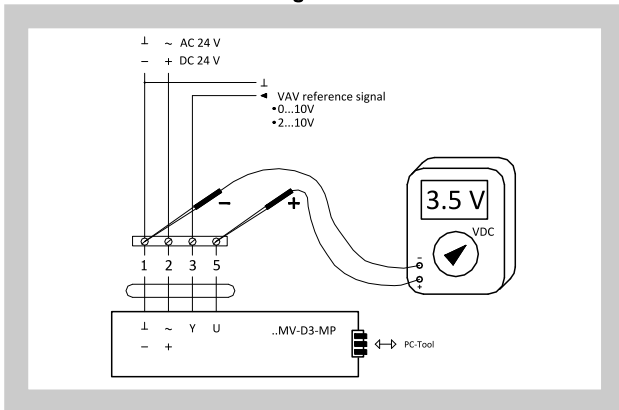 ⊥ ~ AC 24 V
− + DC 24 V
⊥
◄ VAV reference signal
•0...10V
•2...10V
− +
3.5 V
VDC
−
+
1 2 3 5
⊥ ~ Y U ..MV-D3-MP
− +
PC-Tool